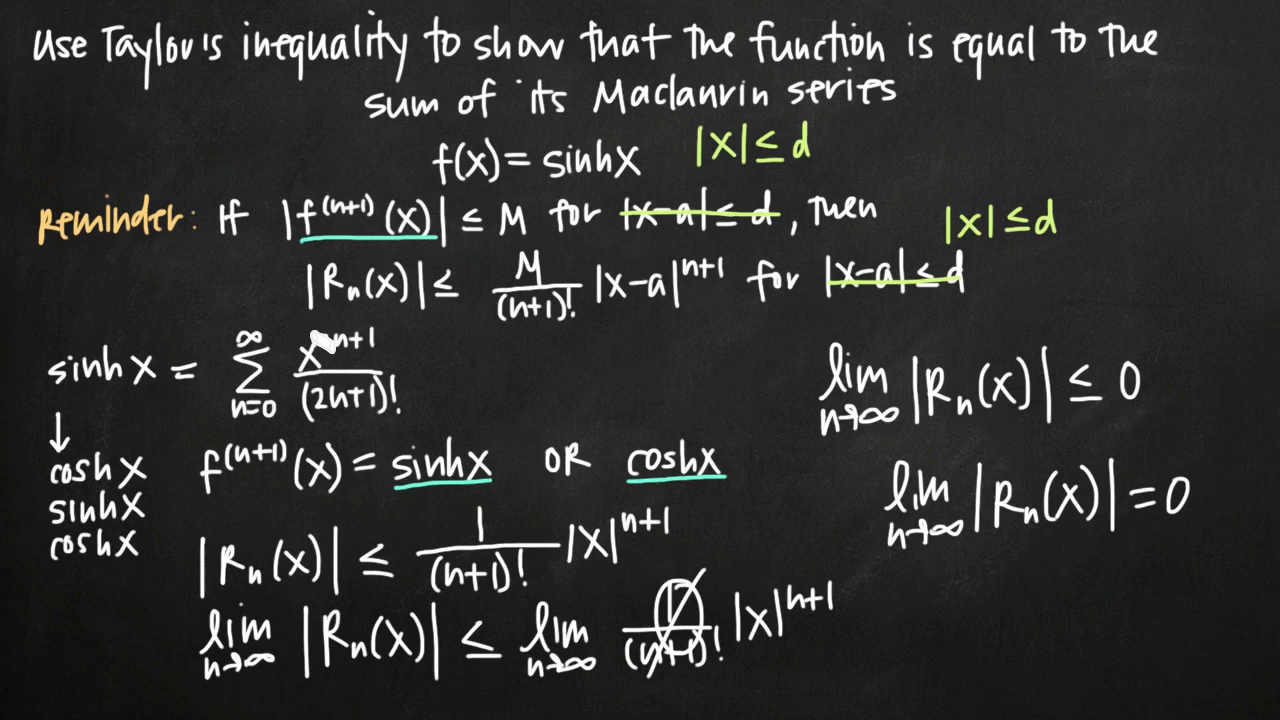 Use Taylor's inequality to show that the function is equal to the
sum of its Maclaurin series
f(x) = sinhx |x| ≤ d
Reminder: If |f^(n+1)(x)| ≤ M for |x-a| ≤ d, then |x| ≤ d
|Rₙ(x)| ≤ M/(n+1)! |x-a|^(n+1) for |x-a| ≤ d
sinhx = ∑_(n=0)^∞ x^(2n+1)/(2n+1)!
lim_(n→∞) |Rₙ(x)| ≤ 0
↓
coshx
sinhx
coshx
f^(n+1)(x) = sinhx OR coshx
lim_(n→∞) |Rₙ(x)| = 0
|Rₙ(x)| ≤ 1/(n+1)! |x|^(n+1)
lim_(n→∞) |Rₙ(x)| ≤ lim_(n→∞) 1/(n+1)! |x|^(n+1)